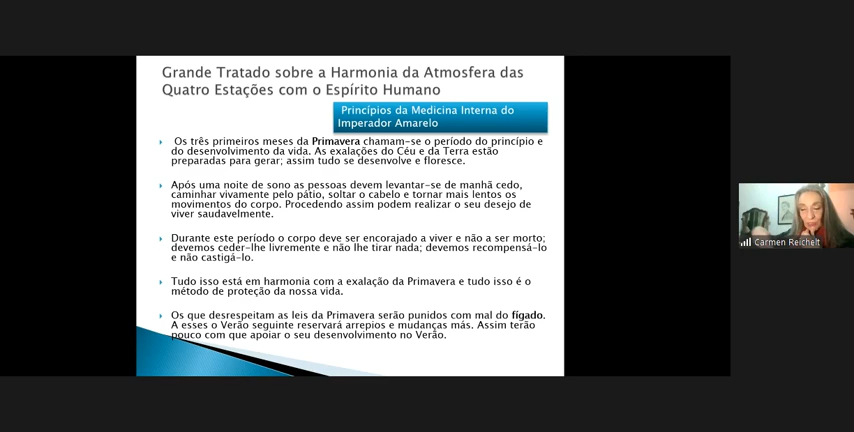 Grande Tratado sobre a Harmonia da Atmosfera das
Quatro Estações com o Espírito Humano
Princípios da Medicina Interna do
Imperador Amarelo
Os três primeiros meses da Primavera chamam-se o período do princípio e
do desenvolvimento da vida. As exalações do Céu e da Terra estão
preparadas para gerar; assim tudo se desenvolve e floresce.
Após uma noite de sono as pessoas devem levantar-se de manhã cedo,
caminhar vivamente pelo pátio, soltar o cabelo e tornar mais lentos os
movimentos do corpo. Procedendo assim podem realizar o seu desejo de
viver saudavelmente.
Durante este período o corpo deve ser encorajado a viver e não a ser morto;
devemos ceder-lhe livremente e não lhe tirar nada; devemos recompensá-lo
e não castigá-lo.
Tudo isso está em harmonia com a exalação da Primavera e tudo isso é o
método de proteção da nossa vida.
Os que desrespeitam as leis da Primavera serão punidos com mal do fígado.
A esses o Verão seguinte reservará arrepios e mudanças más. Assim terão
pouco com que apoiar o seu desenvolvimento no Verão.
Carmen Reichelt